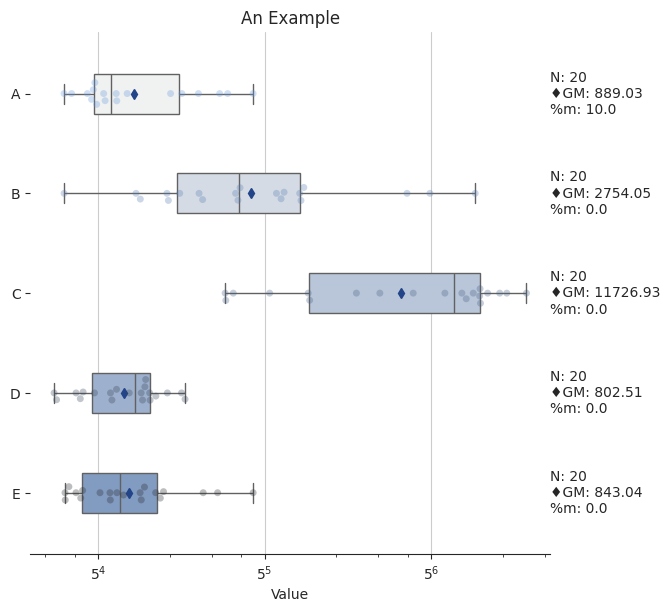 An Example
A
N: 20
♦GM: 889.03
%m: 10.0
B
N: 20
♦GM: 2754.05
%m: 0.0
C
N: 20
♦GM: 11726.93
%m: 0.0
D
N: 20
♦GM: 802.51
%m: 0.0
E
N: 20
♦GM: 843.04
%m: 0.0
5⁴ 5⁵ 5⁶
Value